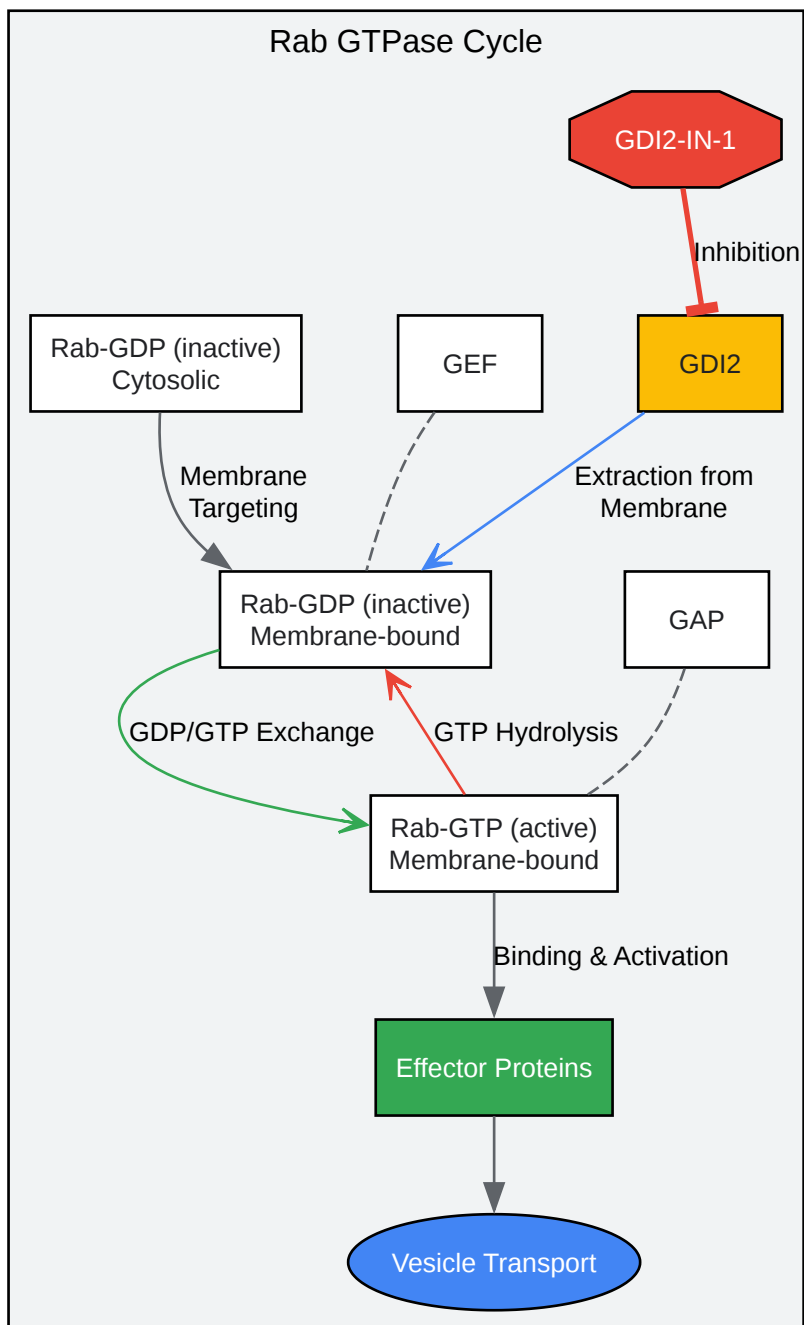 Rab GTPase Cycle
GDI2-IN-1
Inhibition
Rab-GDP (inactive)
Cytosolic
GEF
GDI2
Membrane
Targeting
Extraction from
Membrane
Rab-GDP (inactive)
Membrane-bound
GAP
GDP/GTP Exchange
GTP Hydrolysis
Rab-GTP (active)
Membrane-bound
Binding & Activation
Effector Proteins
Vesicle Transport